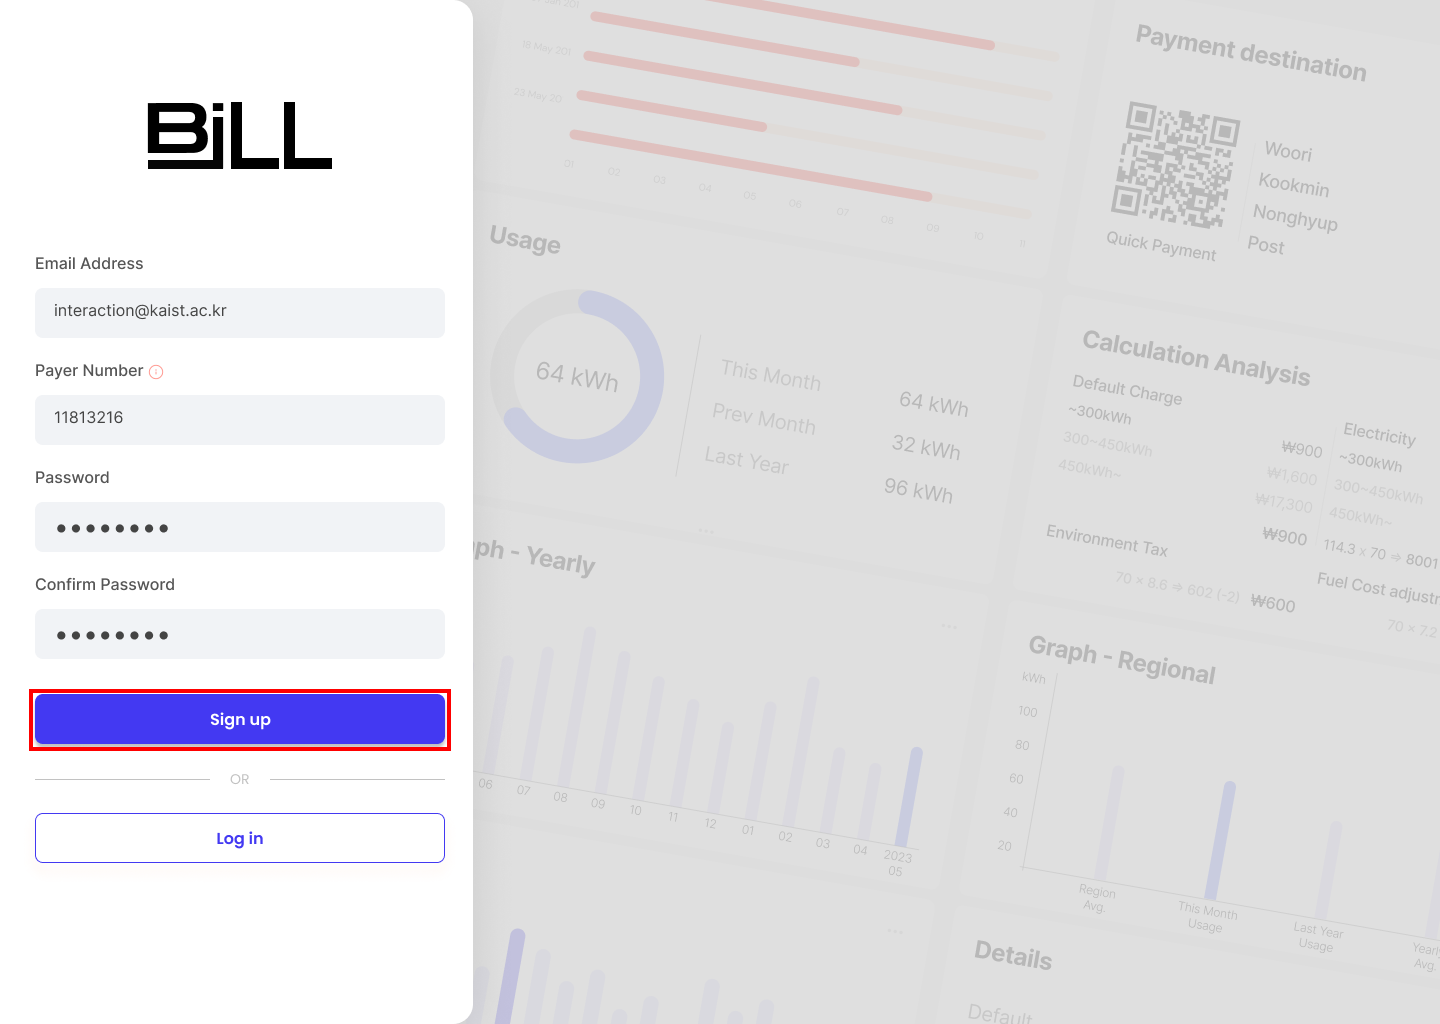 BiLL
Email Address
interaction@kaist.ac.kr
Payer Number
11813216
Password
Confirm Password
Sign up
OR
Log in
19 May 201
23 May 20
01 02 03 04 05 06 07 08 09 10 11
Payment destination
Quick Payment
Woori
Kookmin
Nonghyup
Post
Usage
64 kWh
This Month 64 kWh
Prev Month 32 kWh
Last Year 96 kWh
Calculation Analysis
Default Charge
~300kWh ₩900
300~450kWh ₩1,600
450kWh~ ₩17,300
₩900
Electricity
~300kWh
300~450kWh
450kWh~
114.3 x 70 ⇒ 8001
Environment Tax
70 × 8.6 ⇒ 602 (-2) ₩600
Fuel Cost adjustm
70 × 7.2
ph - Yearly
06 07 08 09 10 11 12 01 02 03 04 2023
05
Graph - Regional
kWh
100
80
60
40
20
Region
Avg.
This Month
Usage
Last Year
Usage
Yearly
Avg.
Details
Default